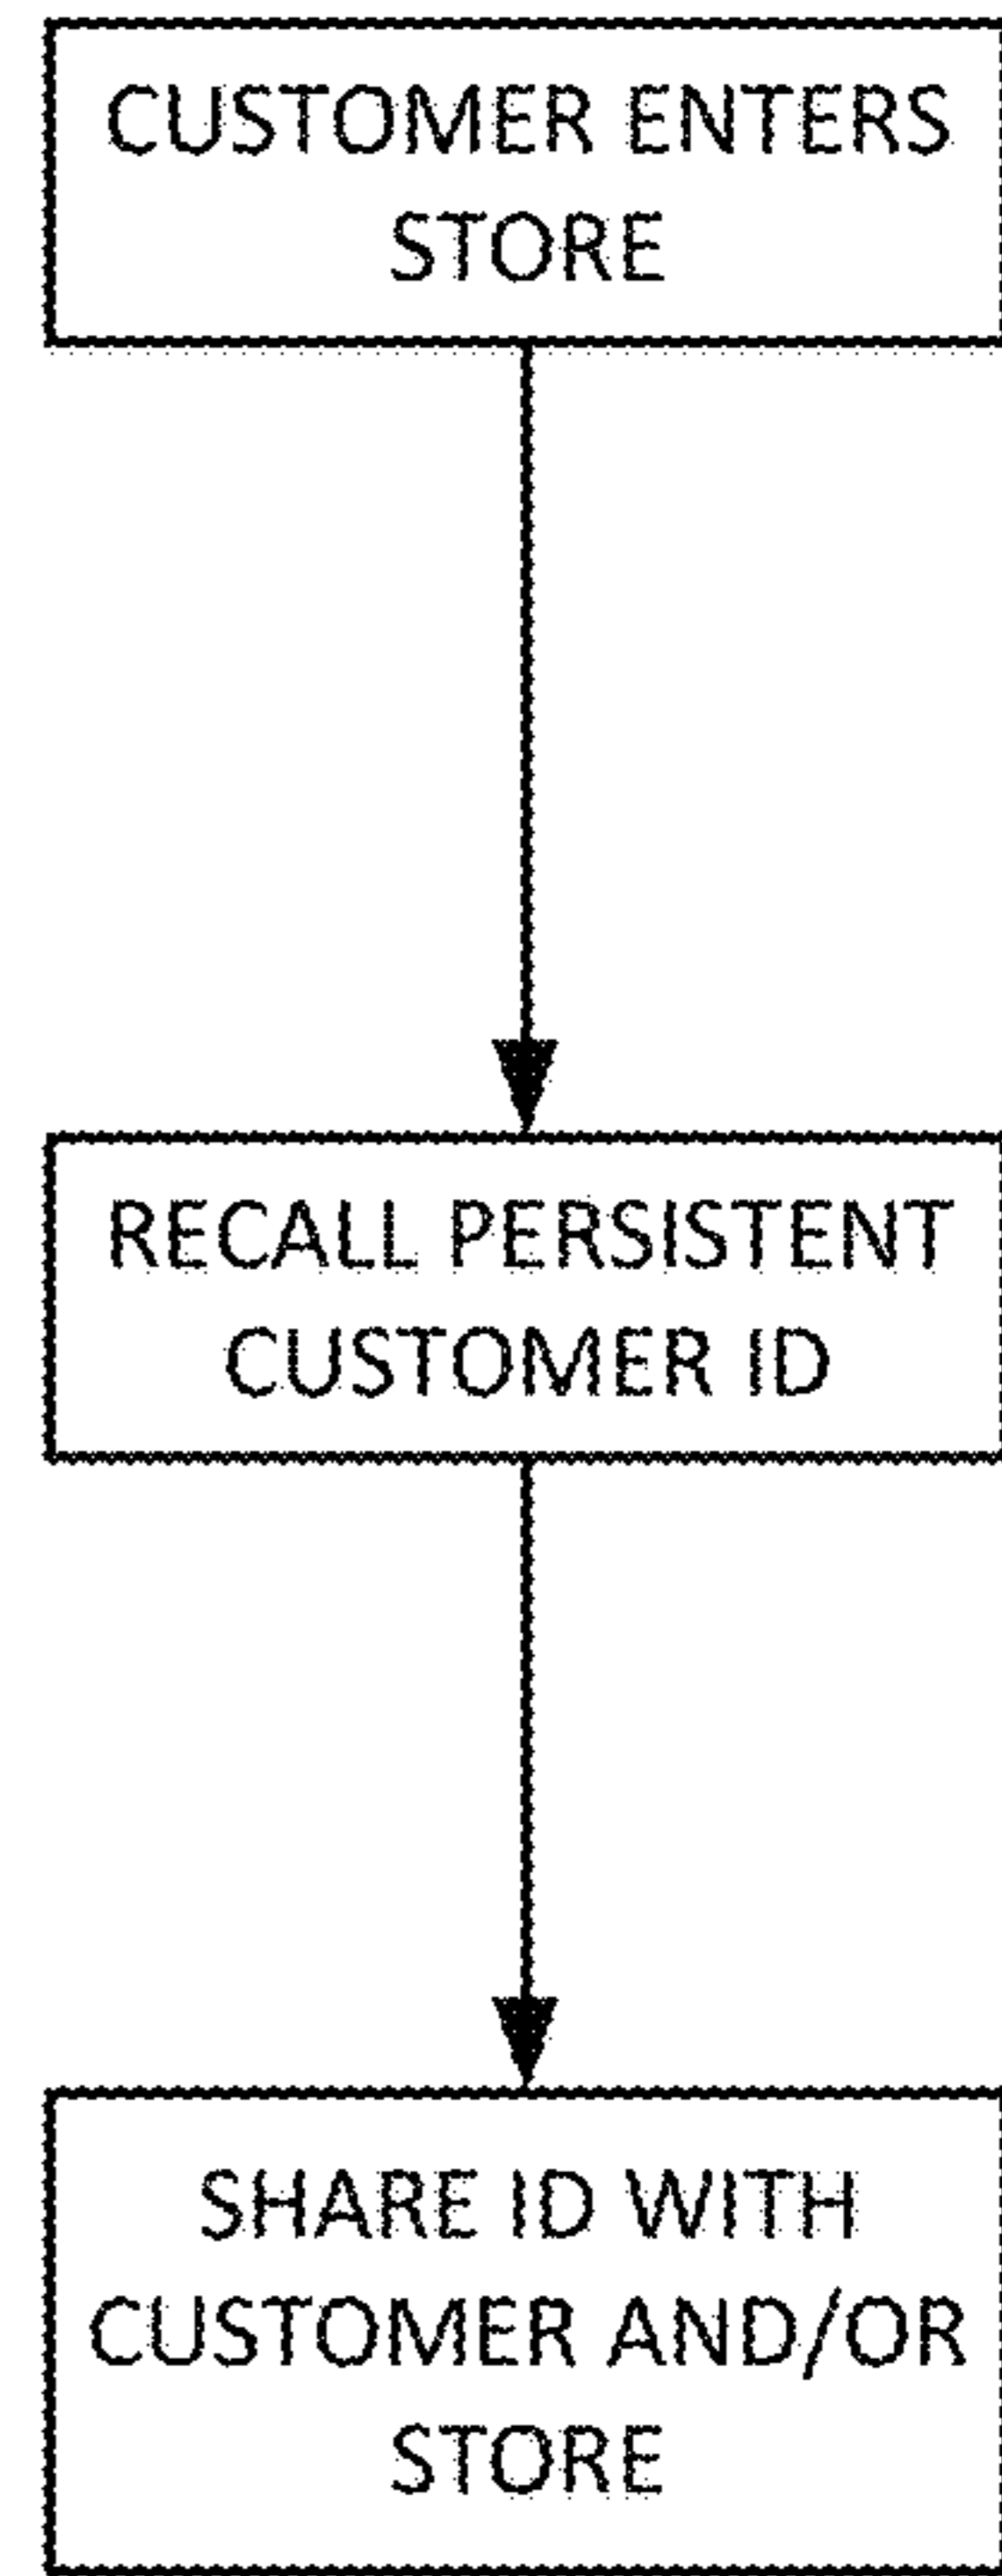 CUSTOMER ENTERS
STORE
RECALL PERSISTENT
CUSTOMER ID
SHARE ID WITH
CUSTOMER AND/OR
STORE